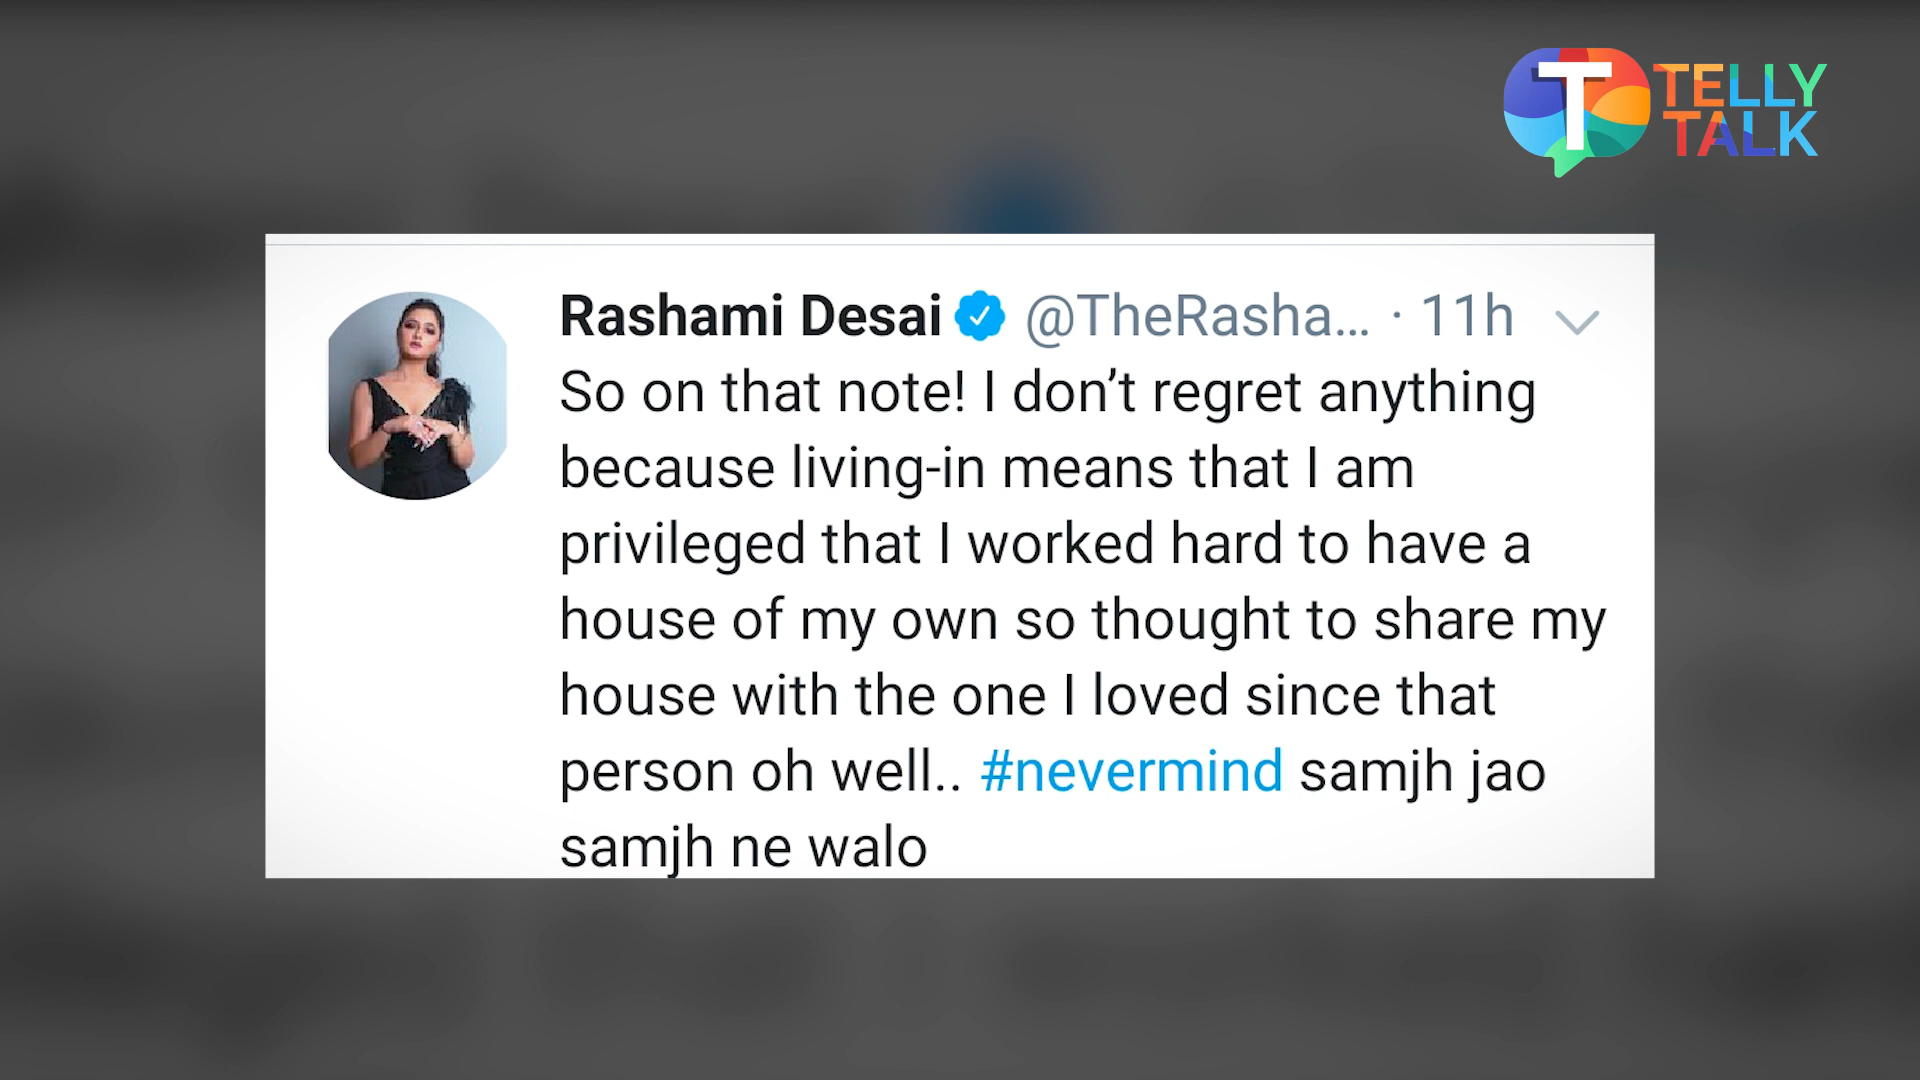 T TELLY
TALK
Rashami Desai @TheRasha... · 11h
So on that note! I don’t regret anything
because living-in means that I am
privileged that I worked hard to have a
house of my own so thought to share my
house with the one I loved since that
person oh well.. #nevermind samjh jao
samjh ne walo